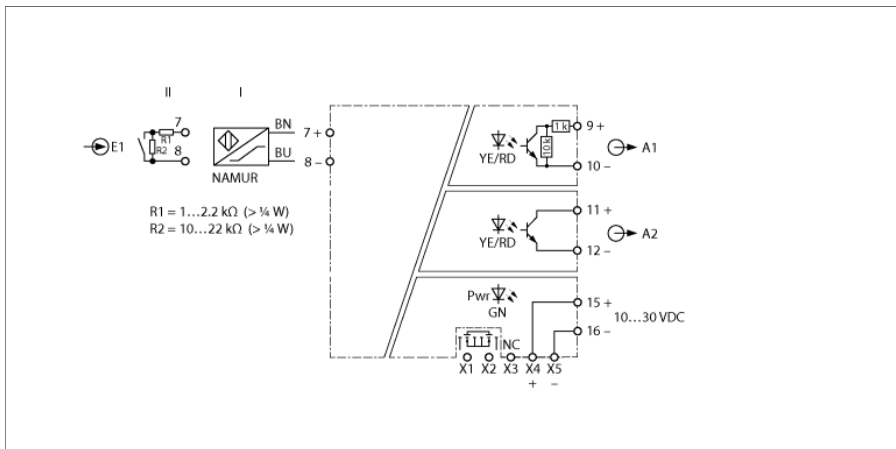 II I
E1
7
R1
R2
8
BN
BU
NAMUR
7 +
8 –
R1 = 1…2.2 kΩ (> ¼ W)
R2 = 10…22 kΩ (> ¼ W)
1 k
10 k
YE/RD
9 +
10 –
A1
YE/RD
11 +
12 –
A2
Pwr
GN
15 +
16 –
10…30 VDC
NC
X1 X2 X3 X4 X5
+ –